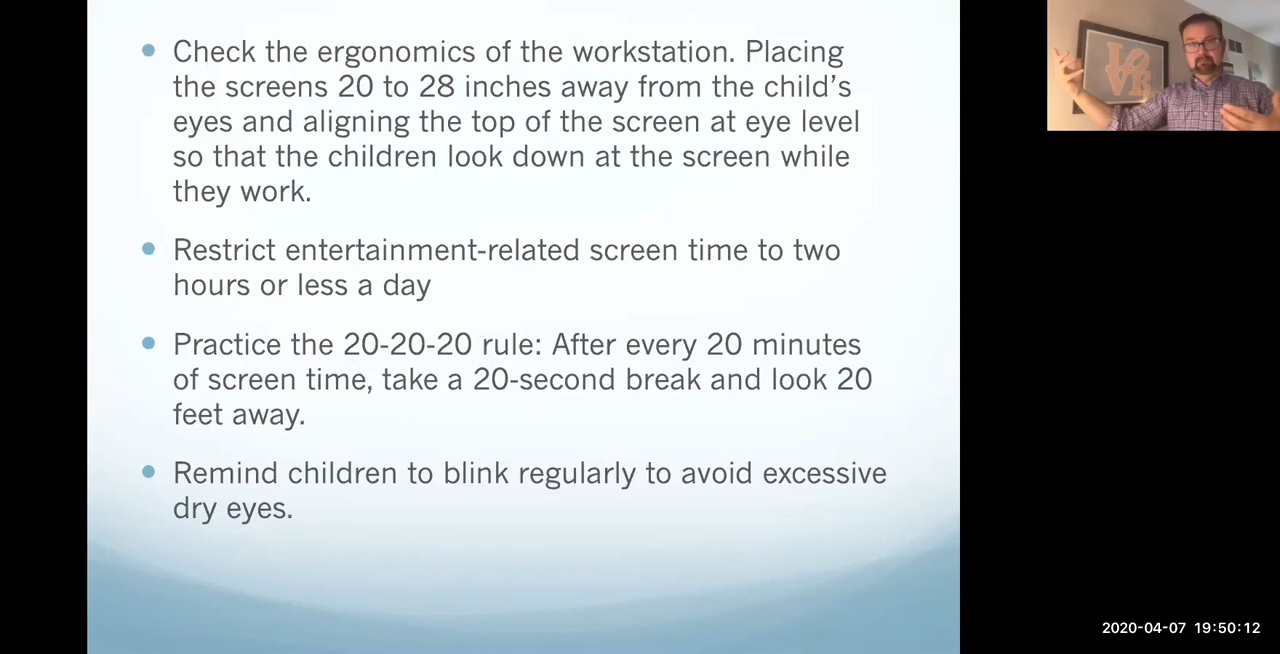 Check the ergonomics of the workstation. Placing
the screens 20 to 28 inches away from the child’s
eyes and aligning the top of the screen at eye level
so that the children look down at the screen while
they work.
Restrict entertainment-related screen time to two
hours or less a day
Practice the 20-20-20 rule: After every 20 minutes
of screen time, take a 20-second break and look 20
feet away.
Remind children to blink regularly to avoid excessive
dry eyes.
LO
VE
2020-04-07 19:50:12